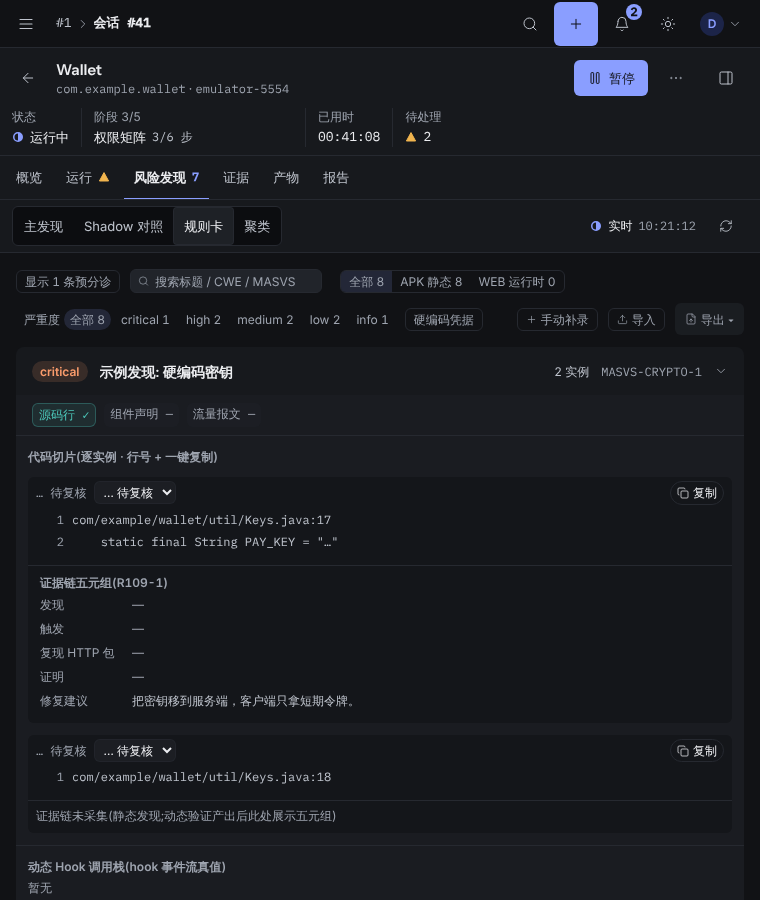 #1 > 会话 #41
2
D
Wallet
com.example.wallet · emulator-5554
暂停
状态 阶段 3/5 已用时 待处理
运行中 权限矩阵 3/6 步 00:41:08 2
概览 运行 风险发现 7 证据 产物 报告
主发现 Shadow 对照 规则卡 聚类 实时 10:21:12
显示 1 条预分诊 搜索标题 / CWE / MASVS 全部 8 APK 静态 8 WEB 运行时 0
严重度 全部 8 critical 1 high 2 medium 2 low 2 info 1 硬编码凭据 + 手动补录 导入 导出
critical 示例发现: 硬编码密钥 2 实例 MASVS-CRYPTO-1
源码行 ✓ 组件声明 — 流量报文 —
代码切片(逐实例 · 行号 + 一键复制)
… 待复核 … 待复核 复制
1 com/example/wallet/util/Keys.java:17
2 static final String PAY_KEY = "…"
证据链五元组(R109-1)
发现 —
触发 —
复现 HTTP 包 —
证明 —
修复建议 把密钥移到服务端，客户端只拿短期令牌。
… 待复核 … 待复核 复制
1 com/example/wallet/util/Keys.java:18
证据链未采集(静态发现;动态验证产出后此处展示五元组)
动态 Hook 调用栈(hook 事件流真值)
暂无